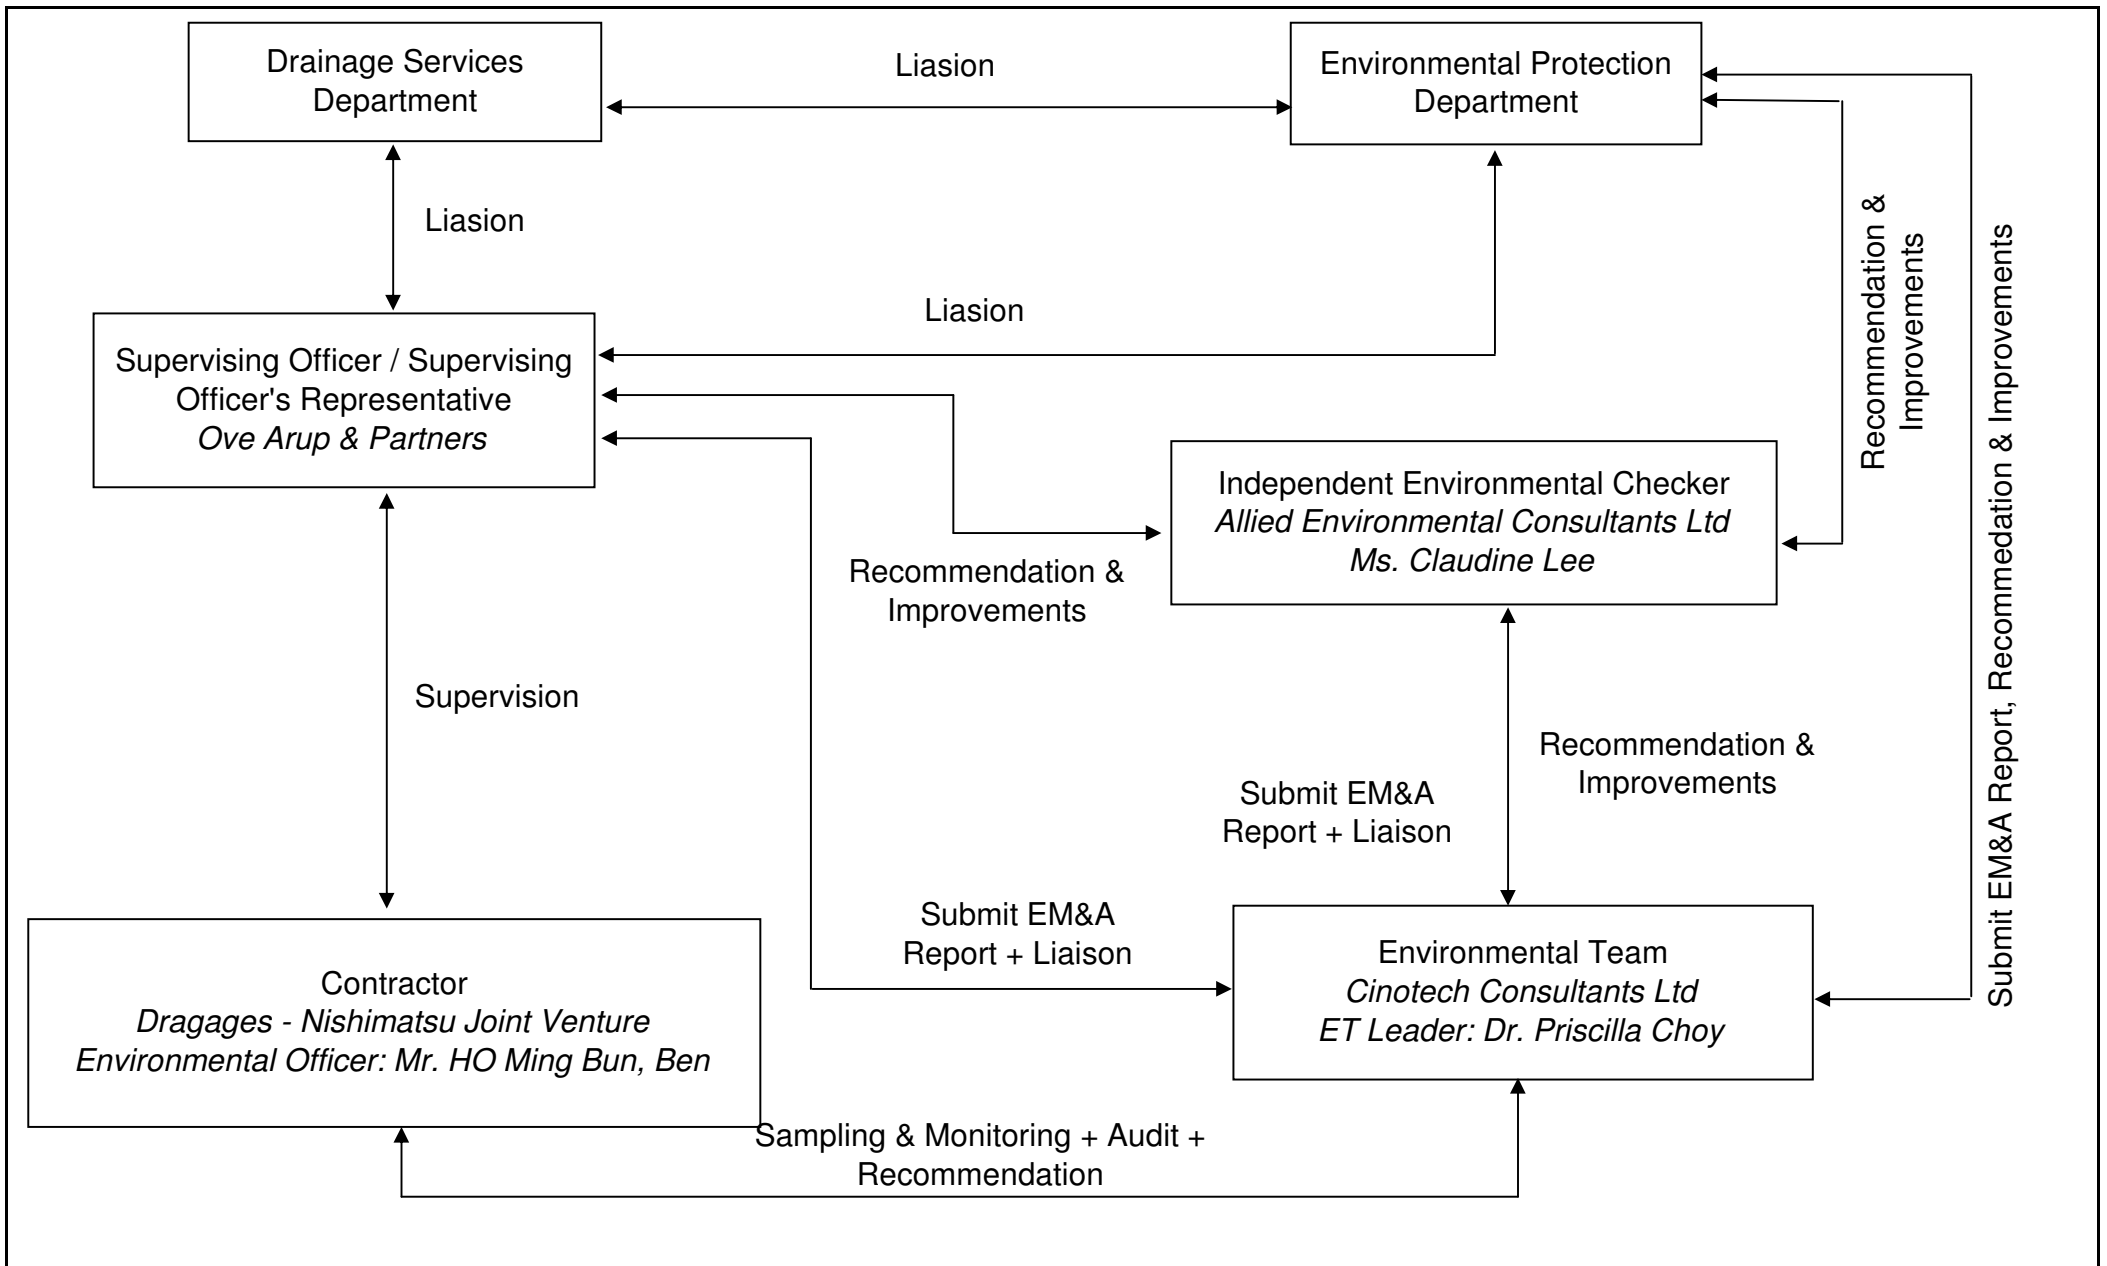 Drainage Services
Department
Liasion
Environmental Protection
Department
Liasion
Liasion
Recommendation &
Improvements
Submit EM&A Report, Recommedation & Improvements
Supervising Officer / Supervising
Officer's Representative
Ove Arup & Partners
Independent Environmental Checker
Allied Environmental Consultants Ltd
Ms. Claudine Lee
Recommendation &
Improvements
Supervision
Recommendation &
Improvements
Submit EM&A
Report + Liaison
Submit EM&A
Report + Liaison
Contractor
Dragages - Nishimatsu Joint Venture
Environmental Officer: Mr. HO Ming Bun, Ben
Environmental Team
Cinotech Consultants Ltd
ET Leader: Dr. Priscilla Choy
Sampling & Monitoring + Audit +
Recommendation